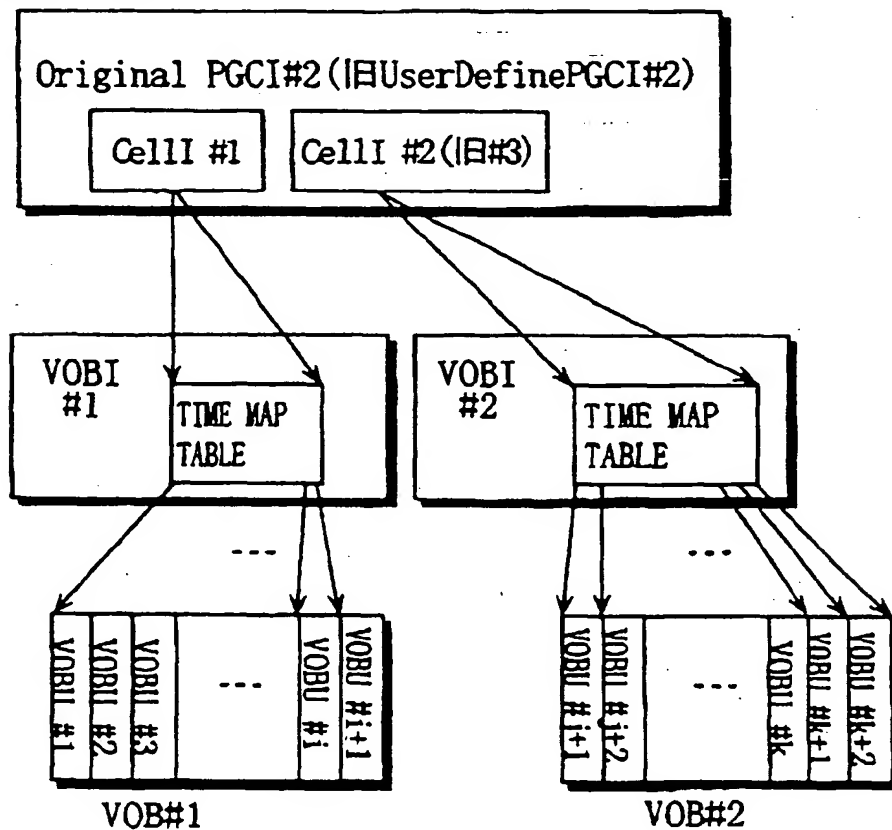 Original PGCI#2(旧UserDefinePGCI#2)
CellI #1
CellI #2(旧#3)
VOBI
#1
TIME MAP
TABLE
VOBI
#2
TIME MAP
TABLE
---
---
VOBU #1
VOBU #2
VOBU #3
---
VOBU #i
VOBU #i+1
VOBU #j+1
VOBU #j+2
---
VOBU #k
VOBU #k+1
VOBU #k+2
VOB#1
VOB#2